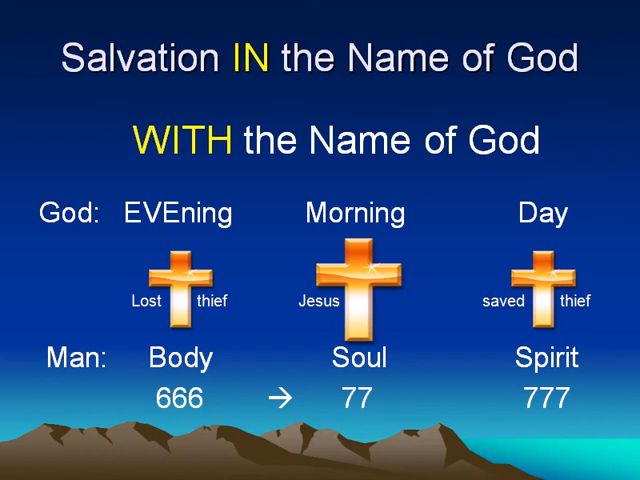 Salvation IN the Name of God
WITH the Name of God
God: EVEning Morning Day
Lost thief Jesus saved thief
Man: Body Soul Spirit
666 → 77 777